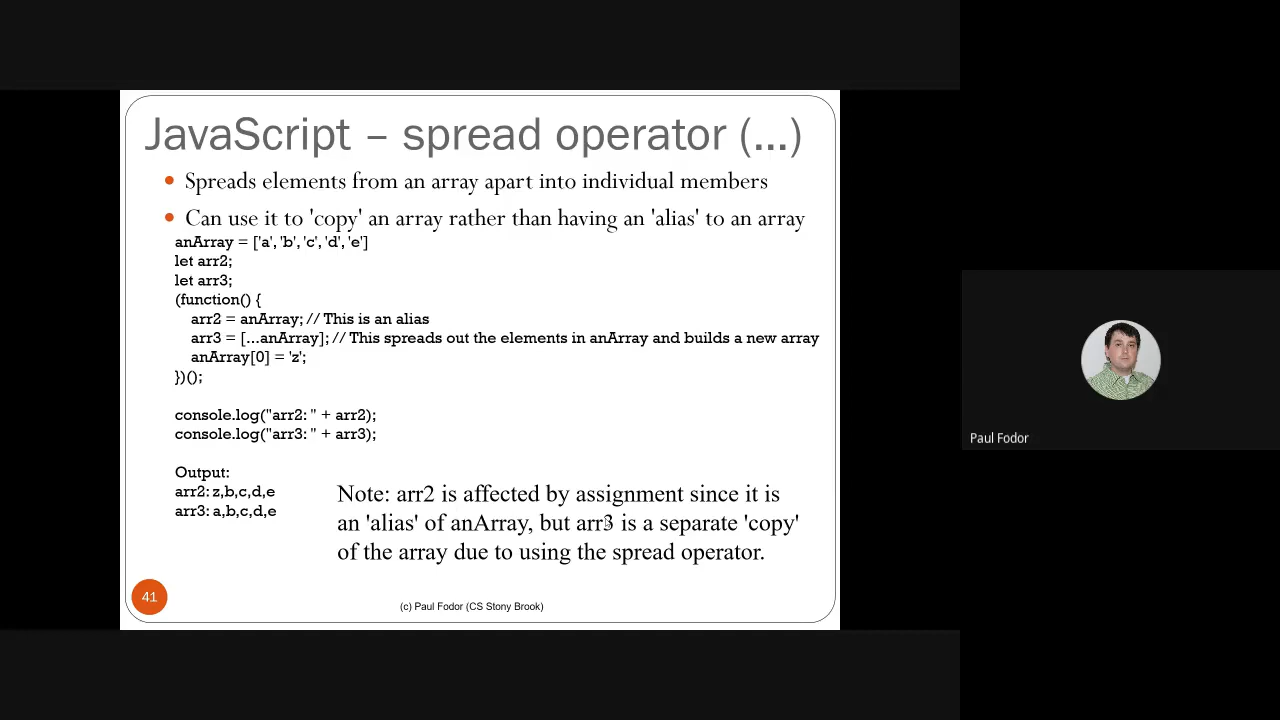 JavaScript – spread operator (...)
Spreads elements from an array apart into individual members
Can use it to 'copy' an array rather than having an 'alias' to an array
anArray = ['a', 'b', 'c', 'd', 'e']
let arr2;
let arr3;
(function() {
arr2 = anArray; // This is an alias
arr3 = [...anArray]; // This spreads out the elements in anArray and builds a new array
anArray[0] = 'z';
})();
console.log("arr2: " + arr2);
console.log("arr3: " + arr3);
Output:
arr2: z,b,c,d,e
arr3: a,b,c,d,e
Note: arr2 is affected by assignment since it is
an 'alias' of anArray, but arr3 is a separate 'copy'
of the array due to using the spread operator.
41
(c) Paul Fodor (CS Stony Brook)
Paul Fodor